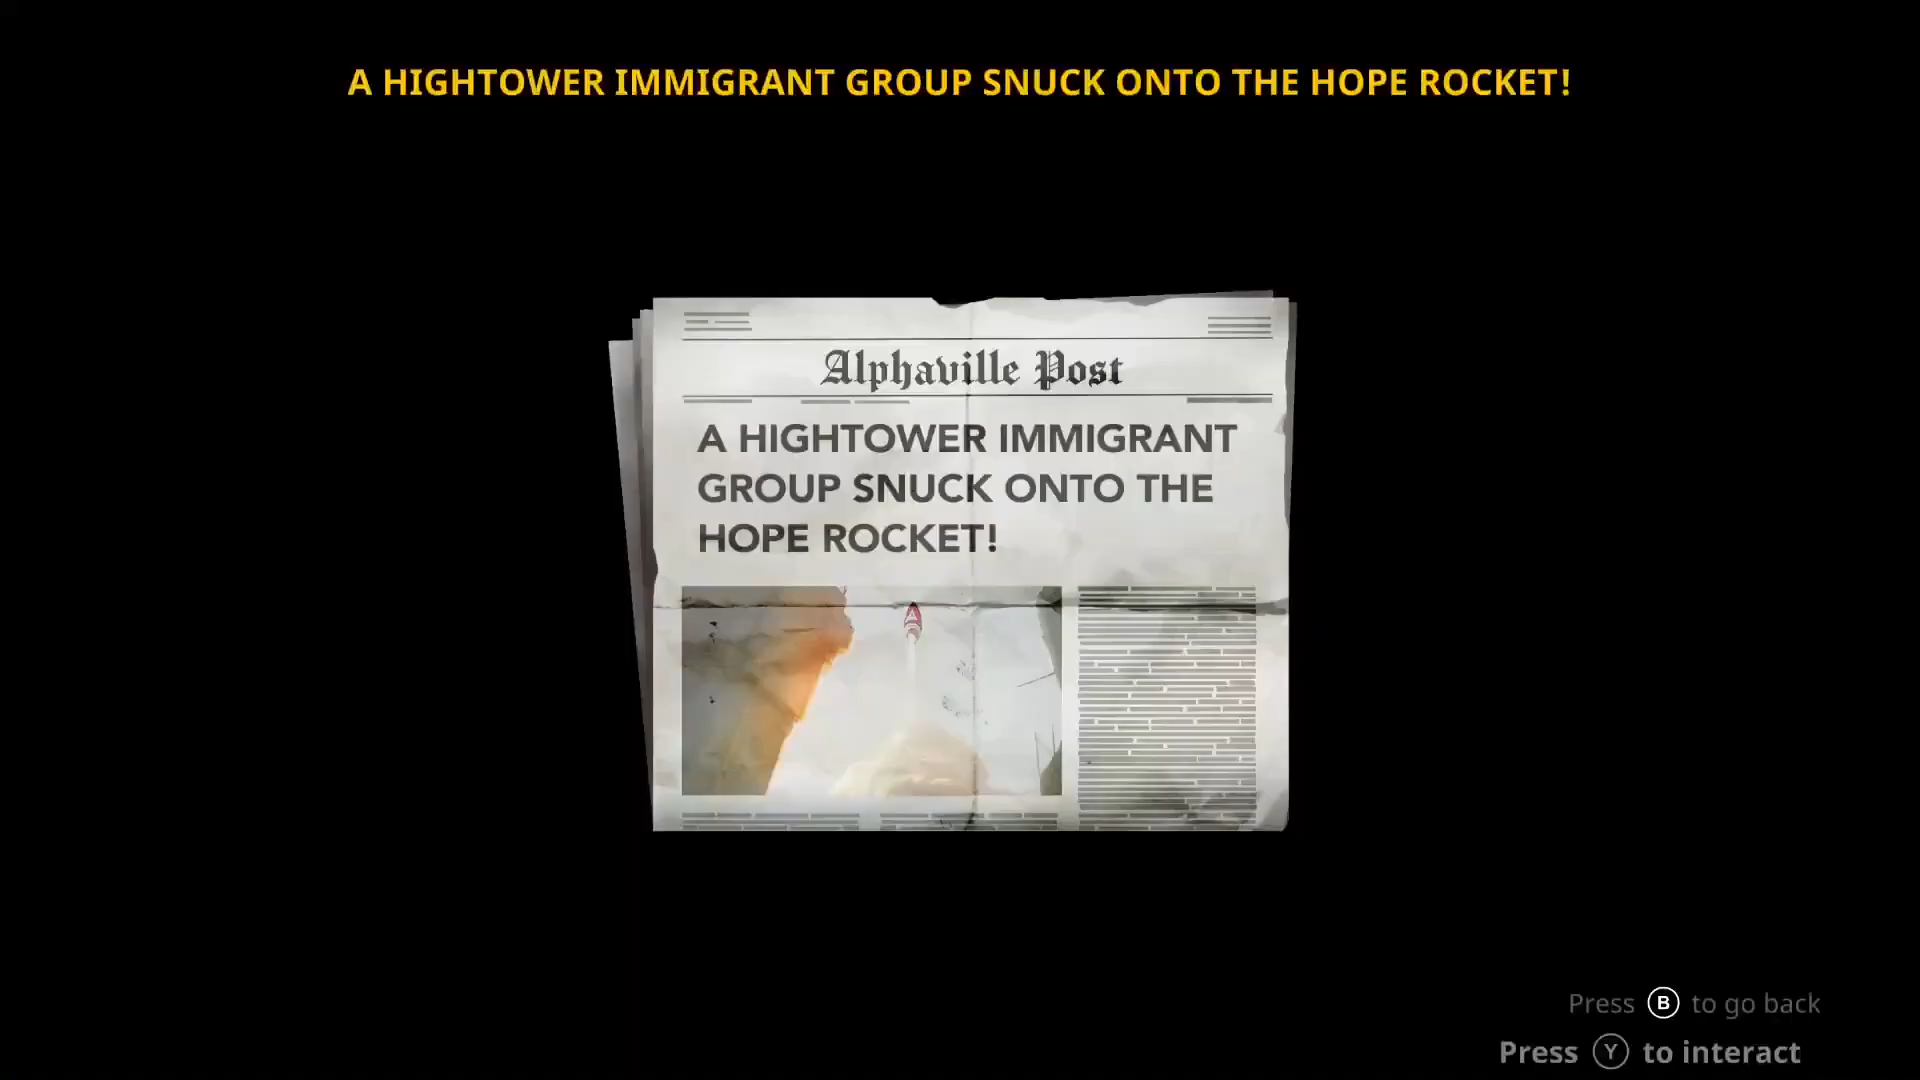 A HIGHTOWER IMMIGRANT GROUP SNUCK ONTO THE HOPE ROCKET!
Alphaville Post
A HIGHTOWER IMMIGRANT
GROUP SNUCK ONTO THE
HOPE ROCKET!
Press B to go back
Press Y to interact